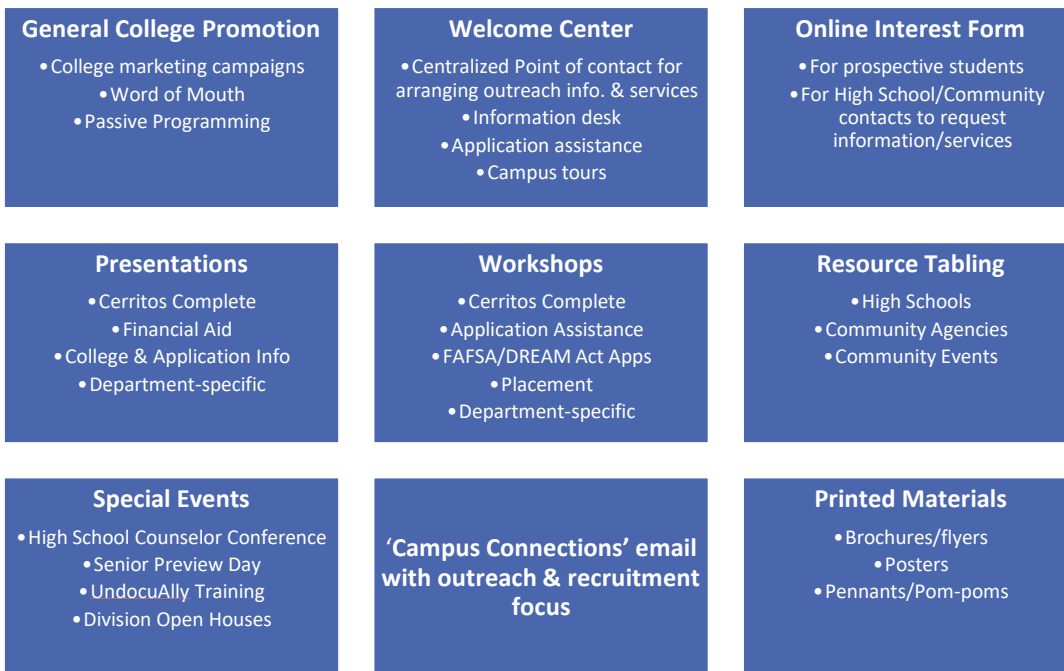 General College Promotion
•College marketing campaigns
•Word of Mouth
•Passive Programming
Welcome Center
•Centralized Point of contact for
arranging outreach info. & services
•Information desk
•Application assistance
•Campus tours
Online Interest Form
•For prospective students
•For High School/Community
contacts to request
information/services
Presentations
•Cerritos Complete
•Financial Aid
•College & Application Info
•Department-specific
Workshops
•Cerritos Complete
•Application Assistance
•FAFSA/DREAM Act Apps
•Placement
•Department-specific
Resource Tabling
•High Schools
•Community Agencies
•Community Events
Special Events
•High School Counselor Conference
•Senior Preview Day
•UndocuAlly Training
•Division Open Houses
‘Campus Connections’ email
with outreach & recruitment
focus
Printed Materials
•Brochures/flyers
•Posters
•Pennants/Pom-poms